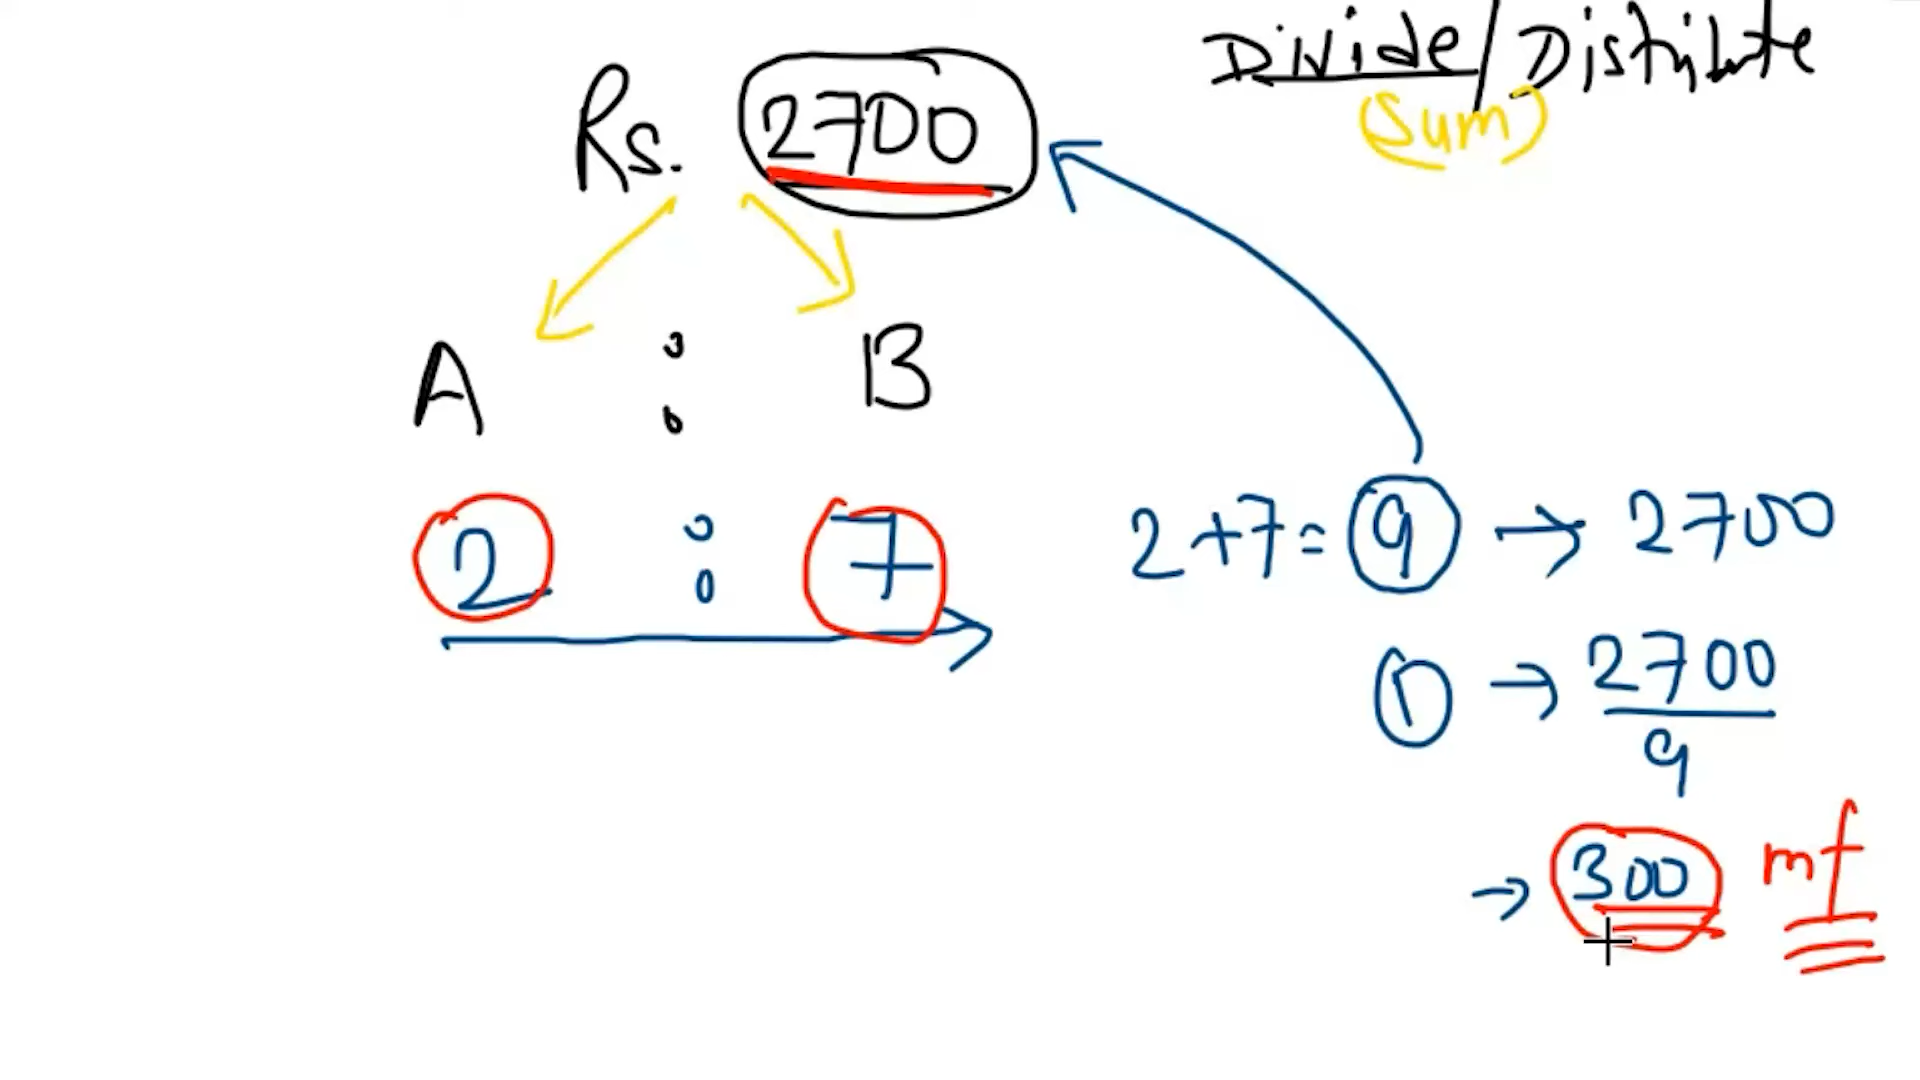 Divide/Distribute
(Sum)
Rs. 2700
A : B
2 : 7
2+7=9 → 2700
1 → 2700/9
→ 300 mf